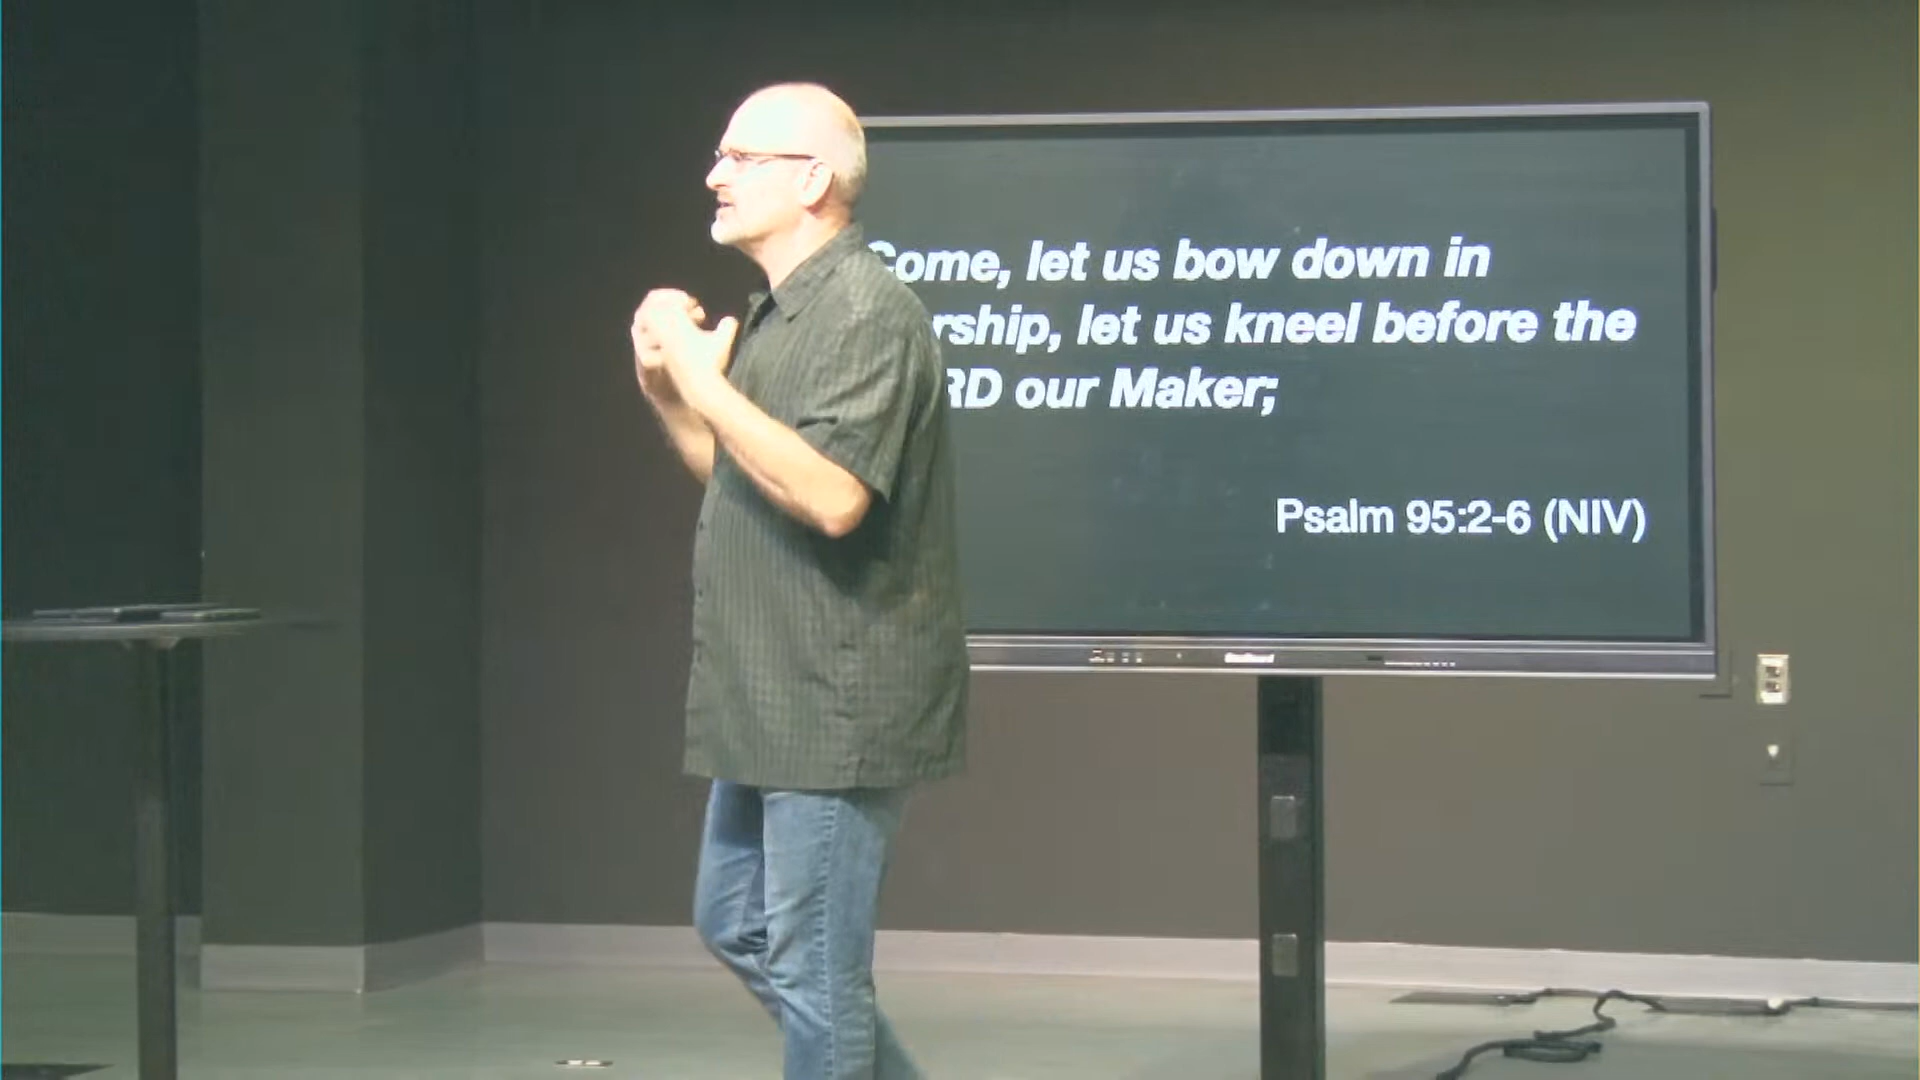 Come, let us bow down in
rship, let us kneel before the
RD our Maker;
Psalm 95:2-6 (NIV)